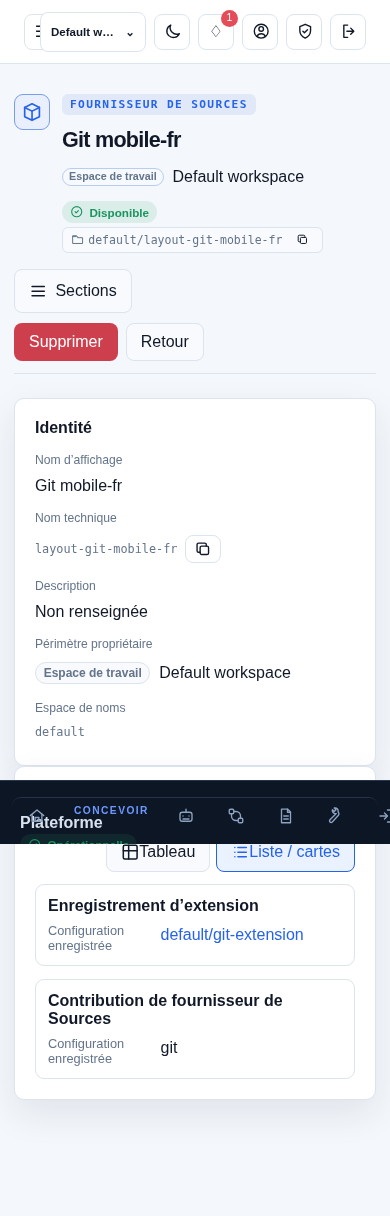 Default w...
1
FOURNISSEUR DE SOURCES
Git mobile-fr
Espace de travail Default workspace
Disponible
default/layout-git-mobile-fr
Sections
Supprimer
Retour
Identité
Nom d’affichage
Git mobile-fr
Nom technique
layout-git-mobile-fr
Description
Non renseignée
Périmètre propriétaire
Espace de travail Default workspace
Espace de noms
default
CONCEVOIR
Plateforme
Tableau
Liste / cartes
Enregistrement d’extension
Configuration enregistrée
default/git-extension
Contribution de fournisseur de Sources
Configuration enregistrée
git